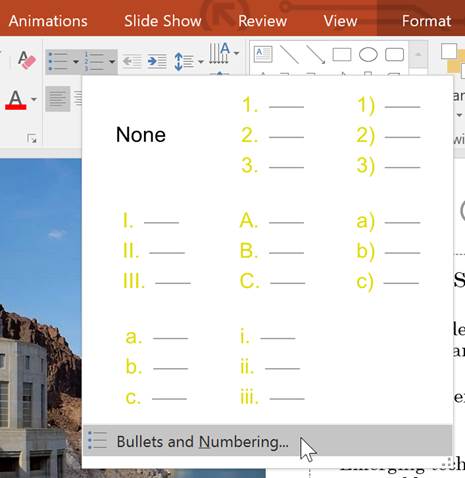 Animations Slide Show Review View Format
A
A
A
None
1.
2.
3.
1)
2)
3)
I.
II.
III.
A.
B.
C.
a)
b)
c)
a.
b.
c.
i.
ii.
iii.
Bullets and Numbering...